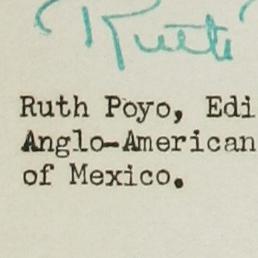 Ruth
Ruth Poyo, Edi
Anglo-American
of Mexico.